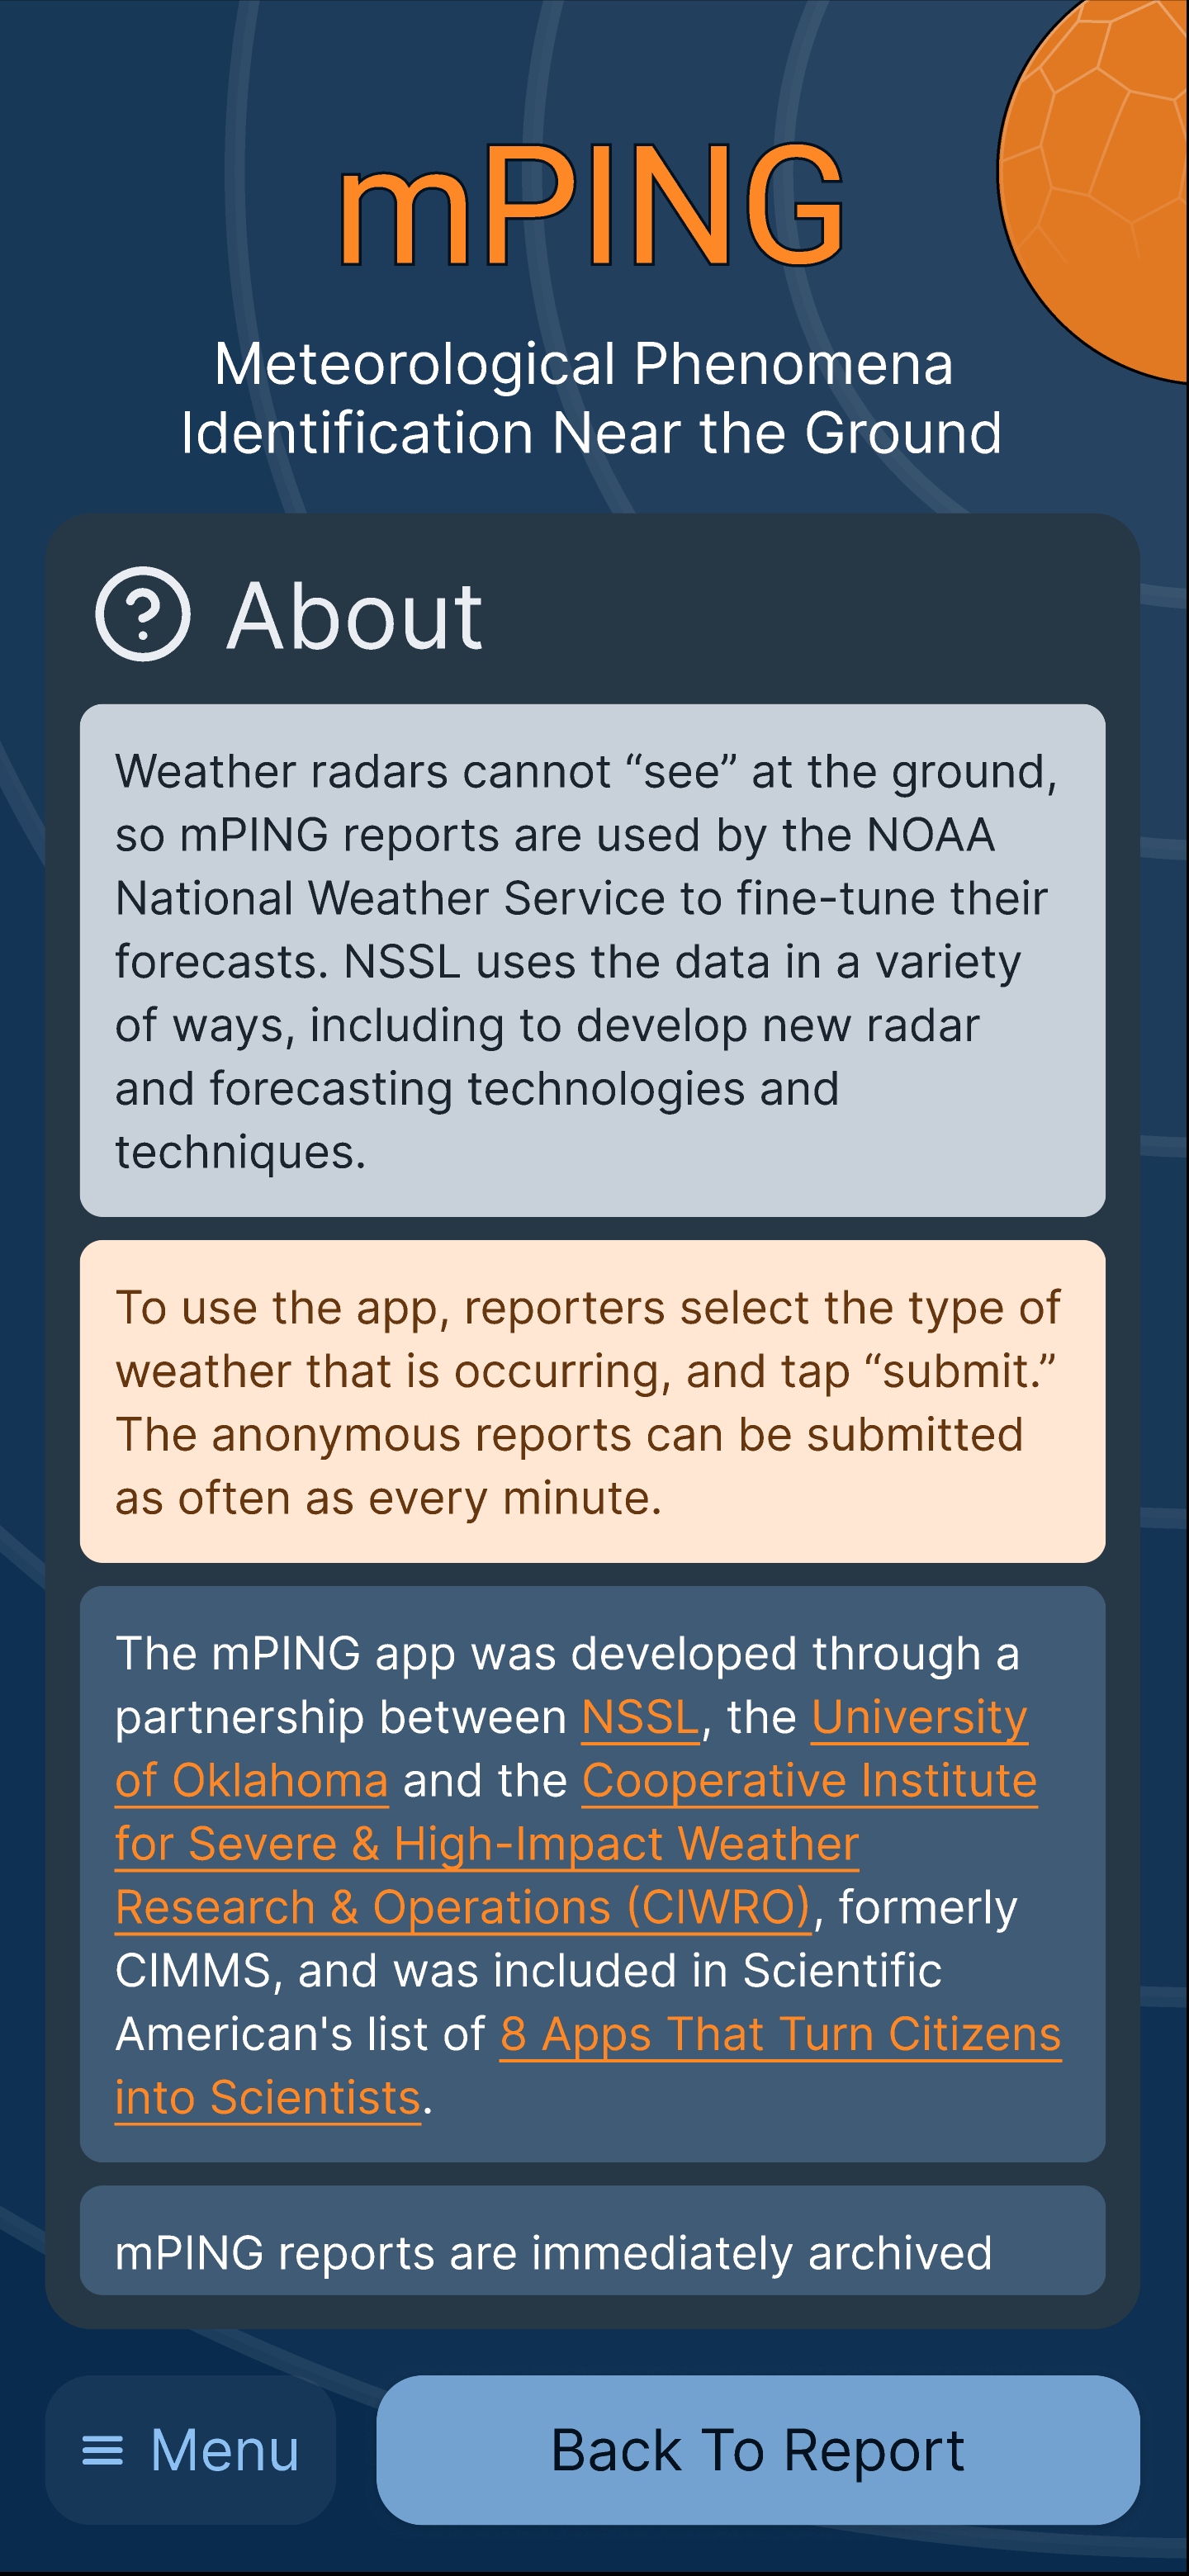 mPING
Meteorological Phenomena
Identification Near the Ground
About
Weather radars cannot “see” at the ground,
so mPING reports are used by the NOAA
National Weather Service to fine-tune their
forecasts. NSSL uses the data in a variety
of ways, including to develop new radar
and forecasting technologies and
techniques.
To use the app, reporters select the type of
weather that is occurring, and tap “submit.”
The anonymous reports can be submitted
as often as every minute.
The mPING app was developed through a
partnership between NSSL, the University
of Oklahoma and the Cooperative Institute
for Severe & High-Impact Weather
Research & Operations (CIWRO), formerly
CIMMS, and was included in Scientific
American's list of 8 Apps That Turn Citizens
into Scientists.
mPING reports are immediately archived
Menu
Back To Report